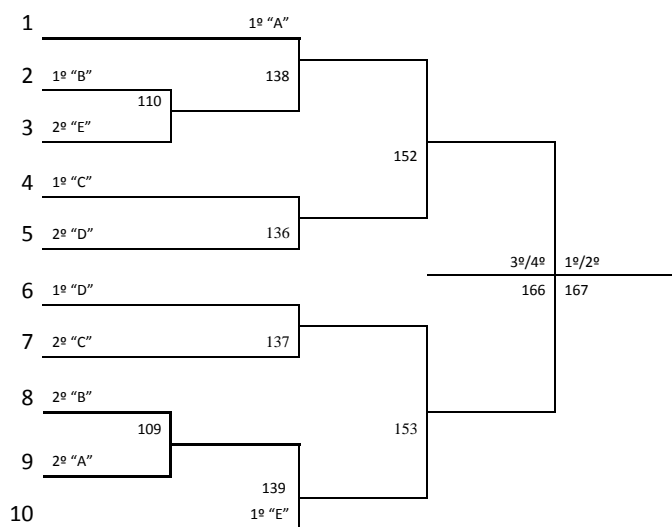 1 1º “A”
2 1º “B” 138
110
3 2º “E”
152
4 1º “C”
5 2º “D” 136
3º/4º 1º/2º
6 1º “D” 166 167
7 2º “C” 137
8 2º “B”
109 153
9 2º “A”
139
10 1º “E”